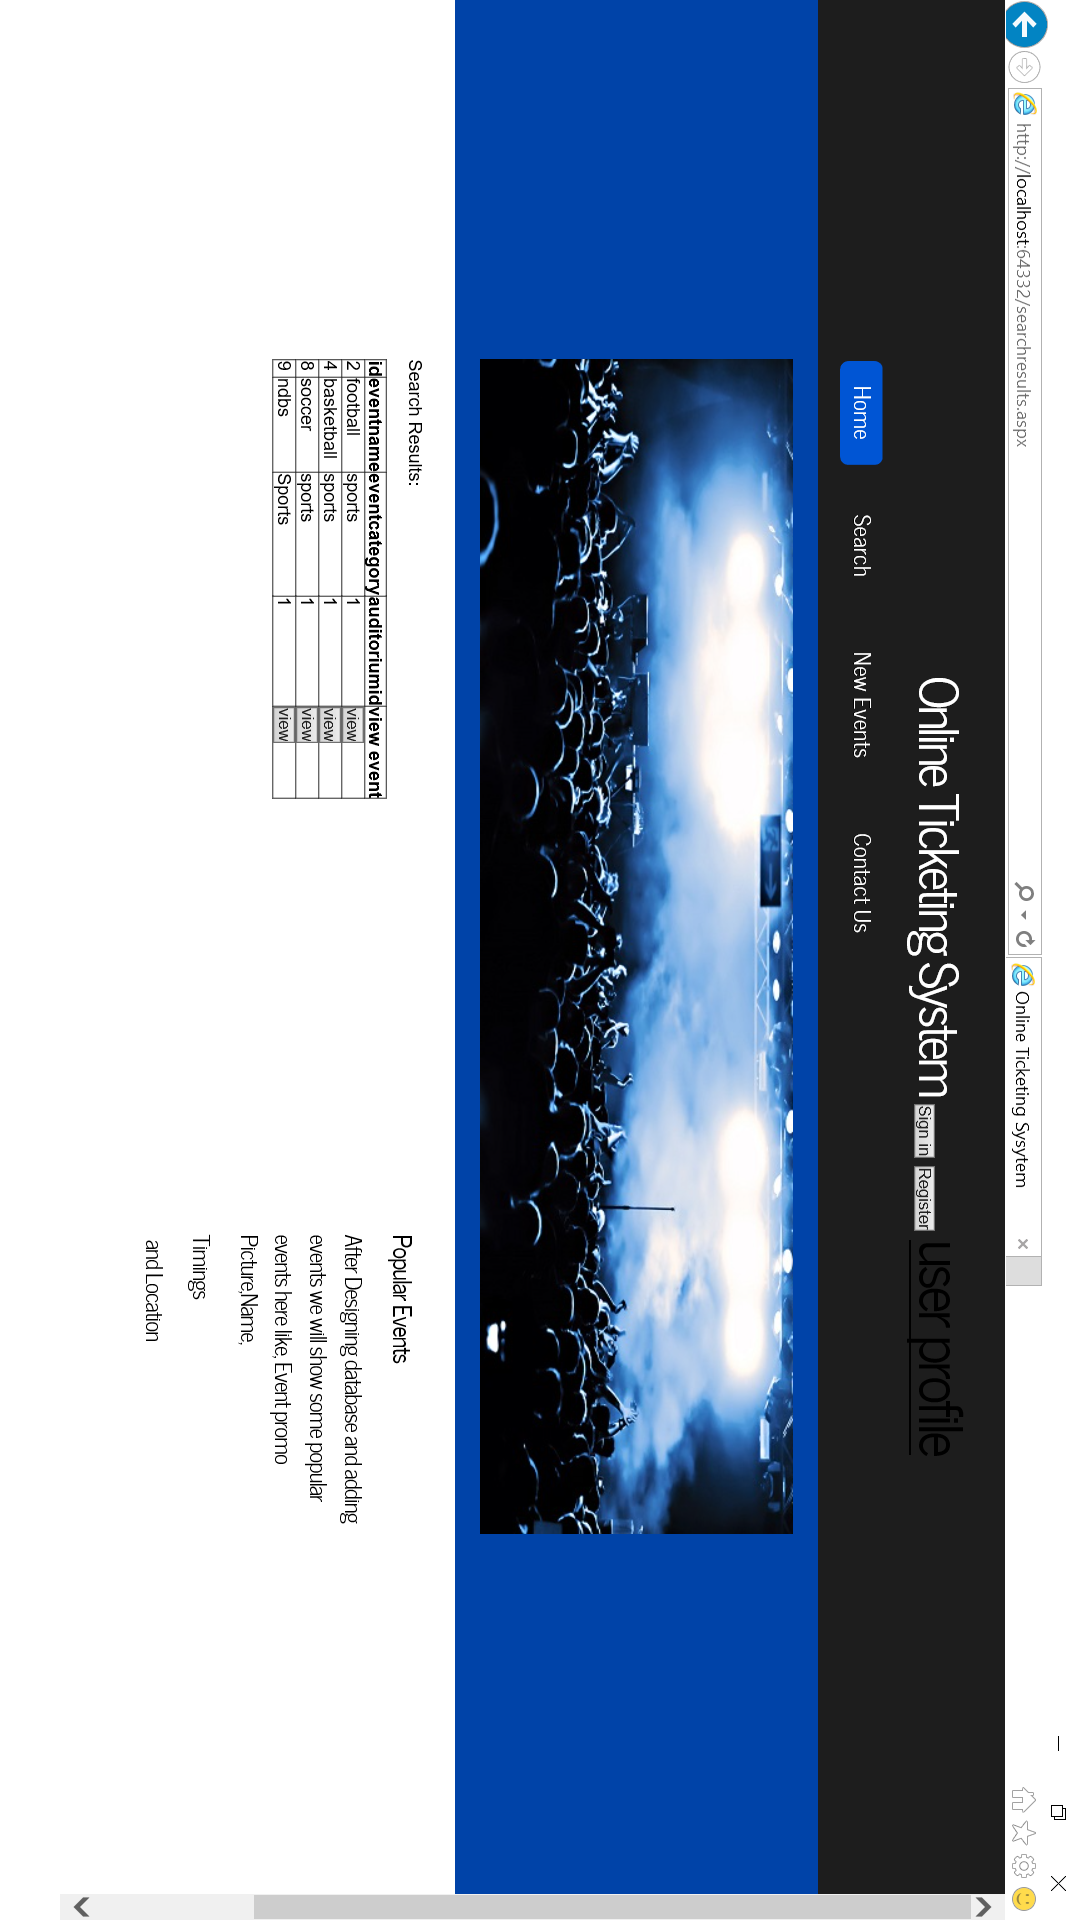 http://localhost:64332/searchresults.aspx
Online Ticketing Sysytem
Online Ticketing System Sign in Register user profile
Home Search New Events Contact Us
Search Results:
id eventname eventcategory auditoriumid view event
2 football sports 1 view
4 basketball sports 1 view
8 soccer sports 1 view
9 ndbs Sports 1 view
Popular Events
After Designing database and adding
events we will show some popular
events here like, Event promo
Picture,Name,
Timings
and Location